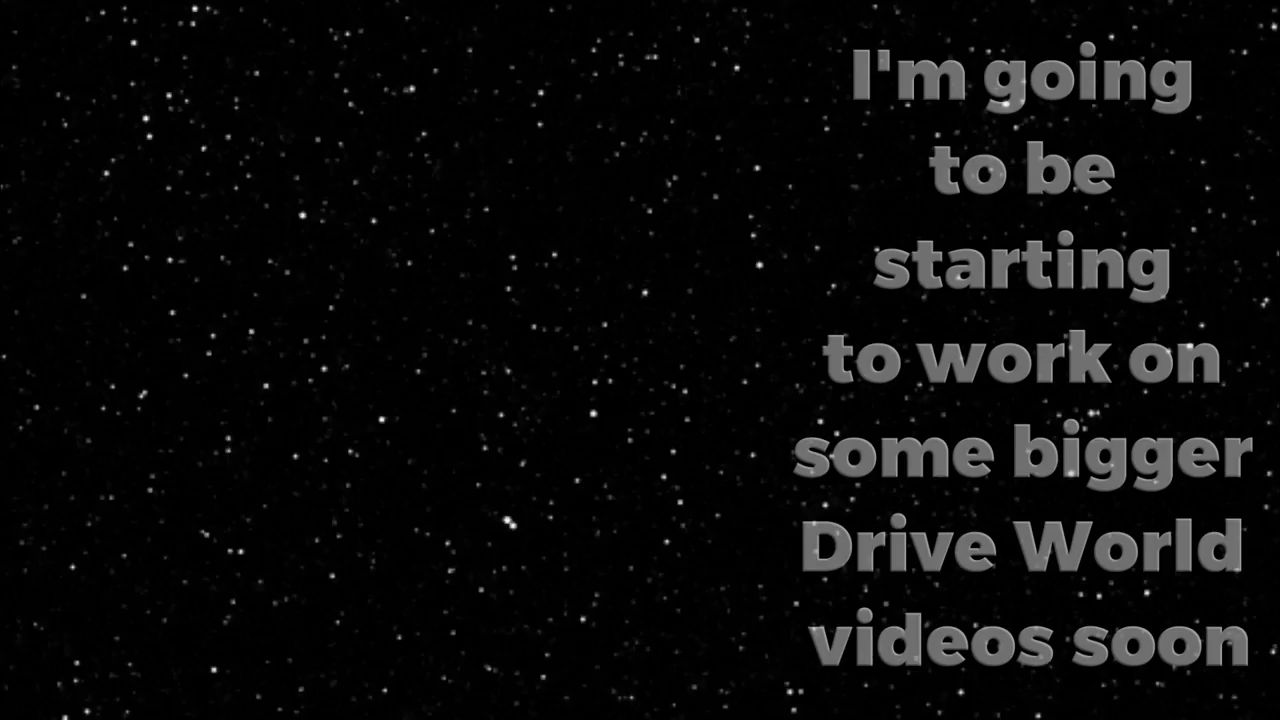 I'm going
to be
starting
to work on
some bigger
Drive World
videos soon